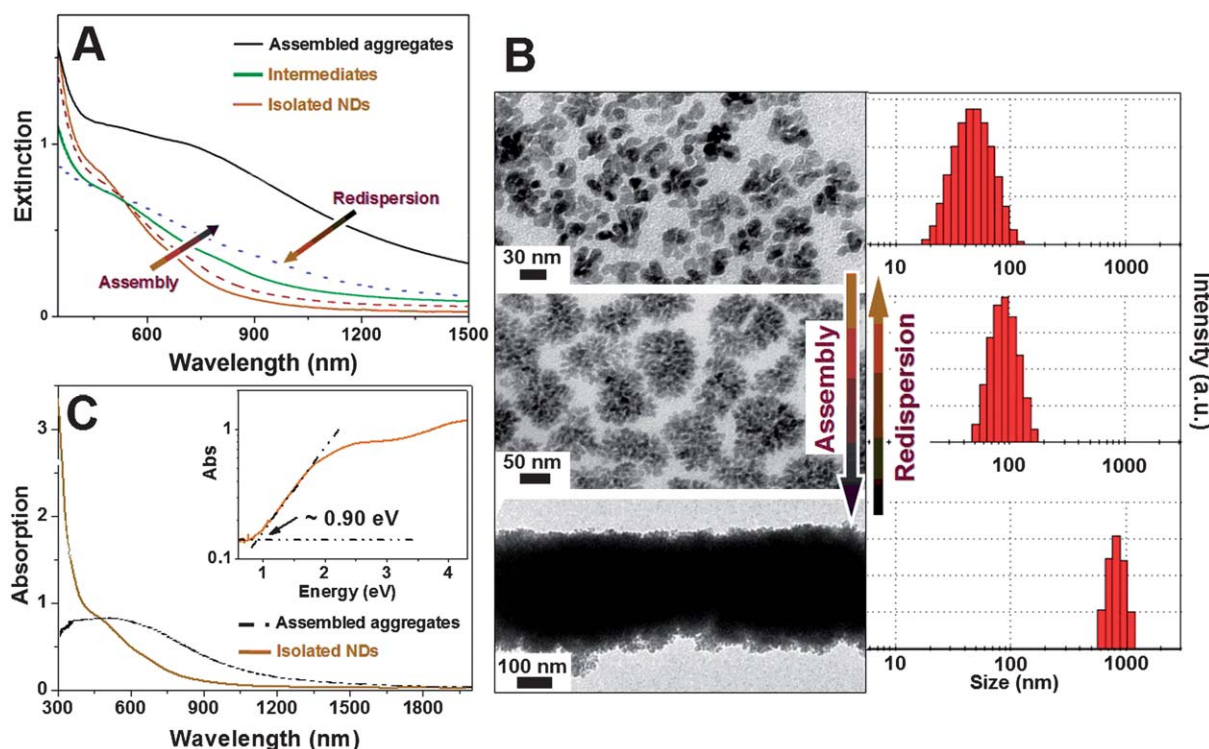 A
Assembled aggregates
Intermediates
Isolated NDs
1
0
Extinction
Redispersion
Assembly
600
900
1200
1500
Wavelength (nm)
B
30 nm
50 nm
100 nm
Assembly
Redispersion
10
100
1000
100
1000
10
100
1000
Size (nm)
Intensity (a.u.)
C
3
2
1
0
Absorption
1
0.1
Abs
~ 0.90 eV
1
2
3
4
Energy (eV)
Assembled aggregates
Isolated NDs
300
600
900
1200
1500
1800
Wavelength (nm)